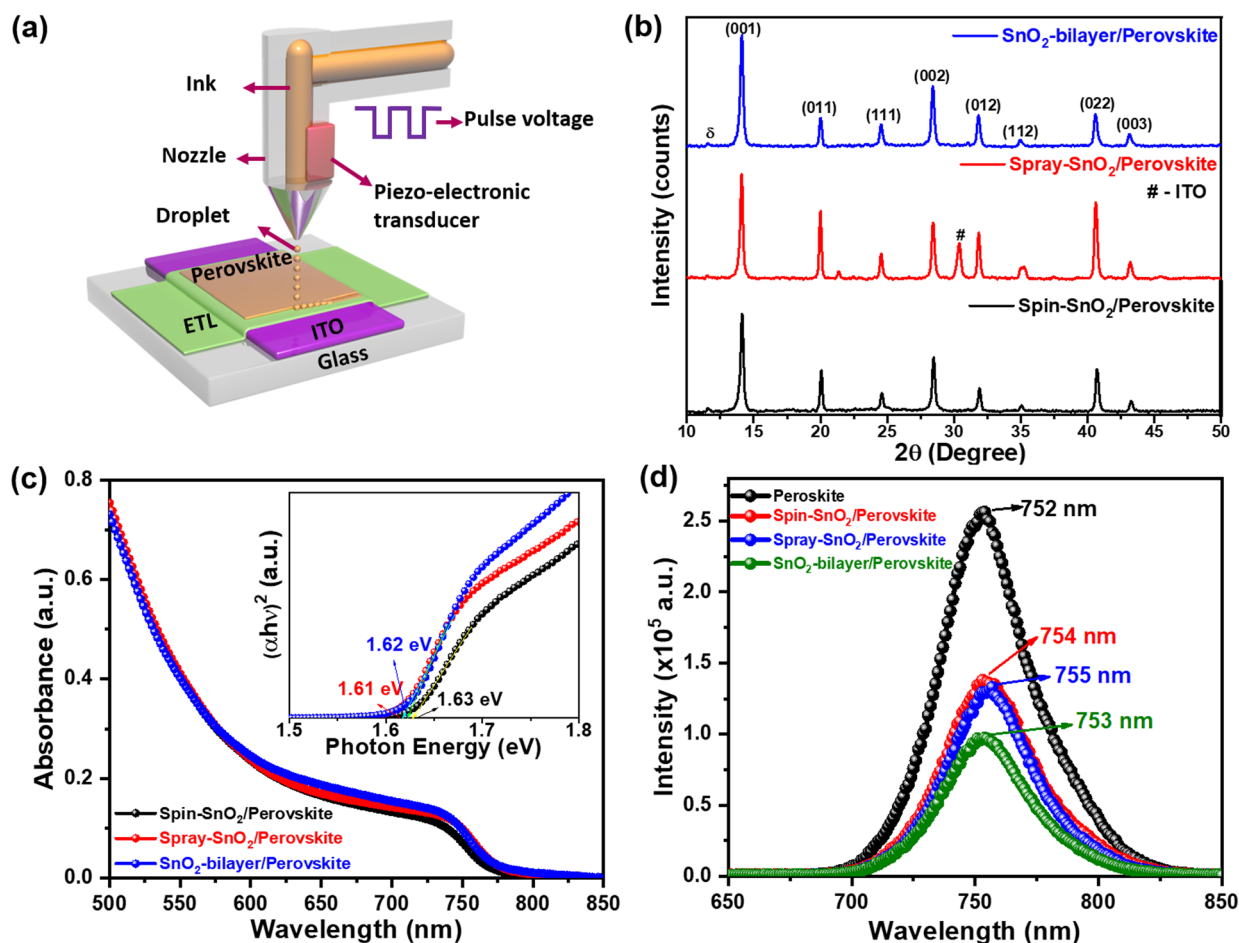 (a)
Ink
Nozzle
Droplet
Pulse voltage
Piezo-electronic
transducer
Perovskite
ETL
ITO
Glass
(b)
Intensity (counts)
(001)
SnO₂-bilayer/Perovskite
δ
(011)
(111)
(002)
(012)
(112)
(022)
(003)
Spray-SnO₂/Perovskite
# - ITO
#
Spin-SnO₂/Perovskite
10 15 20 25 30 35 40 45 50
2θ (Degree)
(c)
Absorbance (a.u.)
0.8
0.6
0.4
0.2
0.0
(αhν)² (a.u.)
1.62 eV
1.61 eV
1.63 eV
1.5 1.6 1.7 1.8
Photon Energy (eV)
Spin-SnO₂/Perovskite
Spray-SnO₂/Perovskite
SnO₂-bilayer/Perovskite
500 550 600 650 700 750 800 850
Wavelength (nm)
(d)
Intensity (x10⁵ a.u.)
2.5
2.0
1.5
1.0
0.5
0.0
Peroskite
Spin-SnO₂/Perovskite
Spray-SnO₂/Perovskite
SnO₂-bilayer/Perovskite
752 nm
754 nm
755 nm
753 nm
650 700 750 800 850
Wavelength (nm)